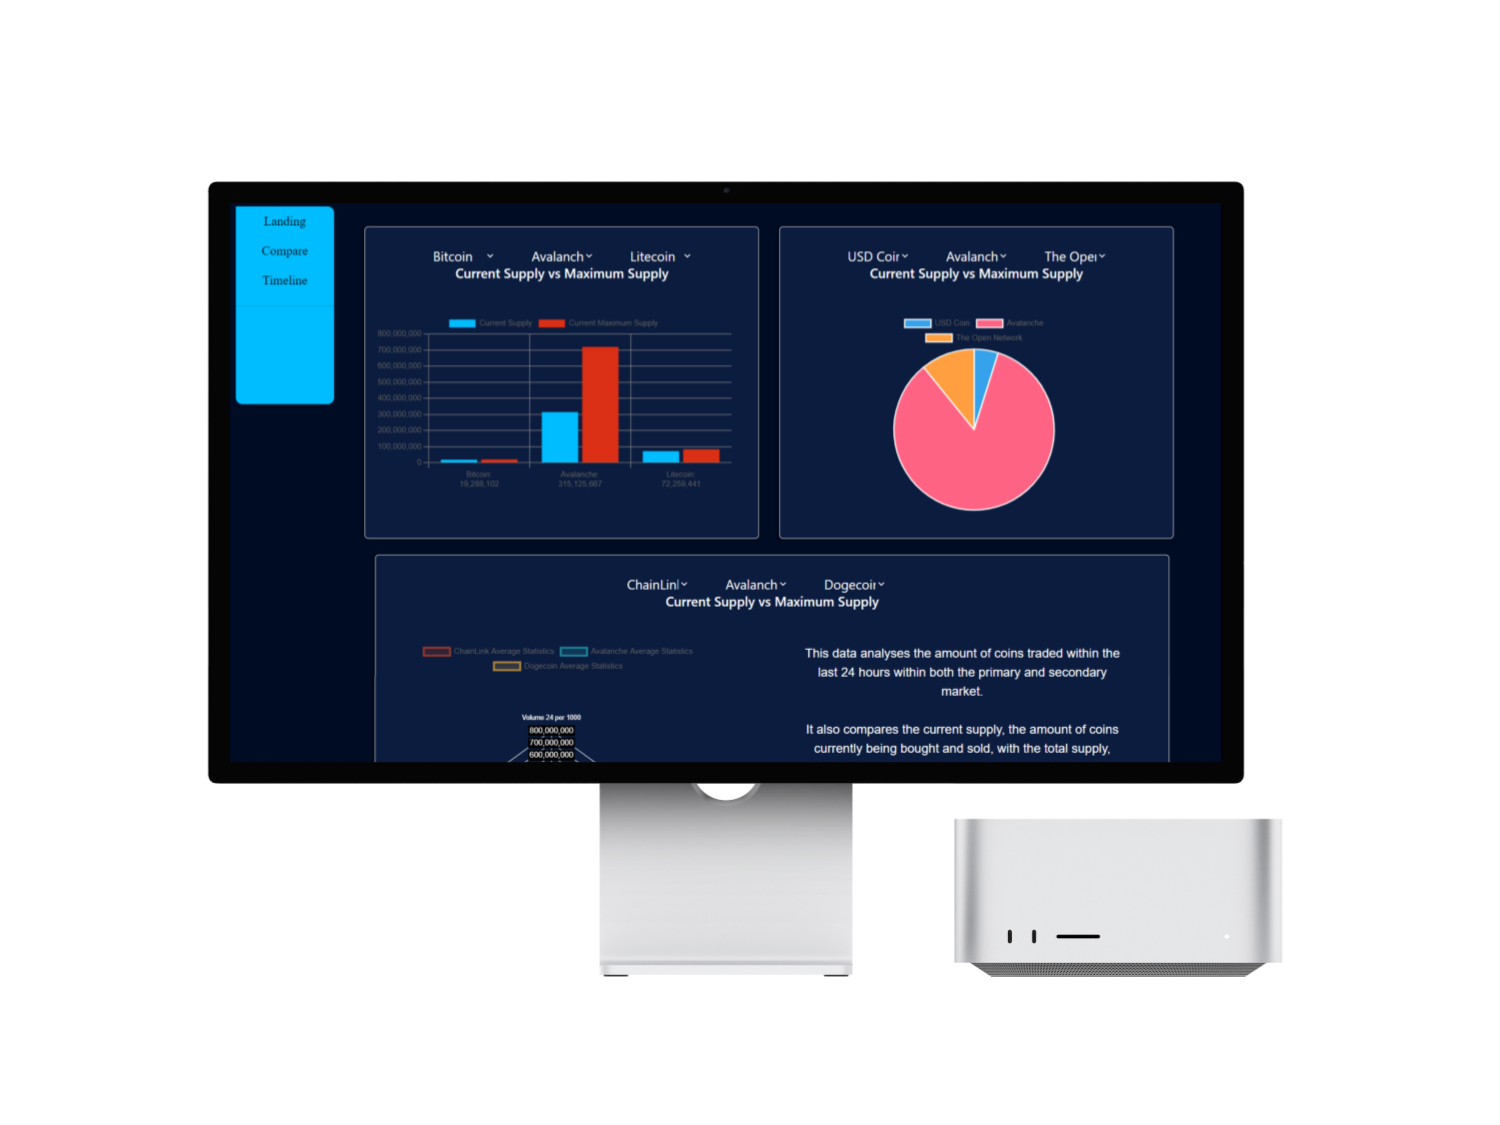 Landing
Compare
Timeline
Bitcoin Avalanch Litecoin
Current Supply vs Maximum Supply
Current Supply Current Maximum Supply
800,000,000
700,000,000
600,000,000
500,000,000
400,000,000
300,000,000
200,000,000
100,000,000
0
Bitcoin: Avalanche: Litecoin:
19,288,102 315,125,667 72,259,441
USD Coir Avalanch The Oper
Current Supply vs Maximum Supply
USD Coin Avalanche
The Open Network
ChainLinl Avalanch Dogecoir
Current Supply vs Maximum Supply
ChainLink Average Statistics Avalanche Average Statistics
Dogecoin Average Statistics
Volume 24 per 1000
800,000,000
700,000,000
600,000,000
This data analyses the amount of coins traded within the
last 24 hours within both the primary and secondary
market.
It also compares the current supply, the amount of coins
currently being bought and sold, with the total supply,